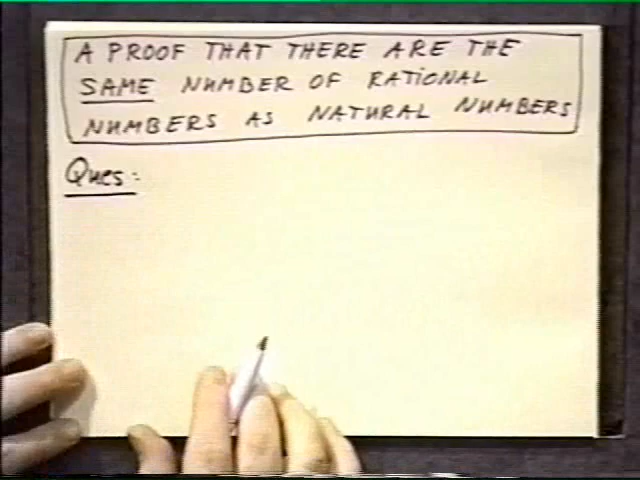 A PROOF THAT THERE ARE THE
SAME NUMBER OF RATIONAL
NUMBERS AS NATURAL NUMBERS
Ques: